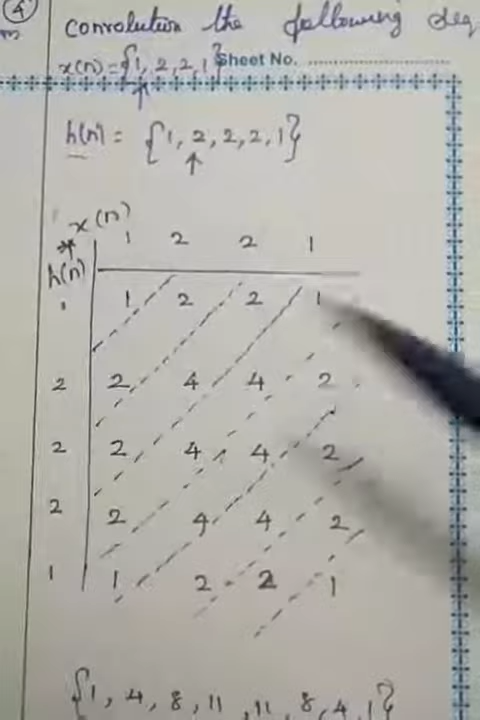 4
convolution the following
x(n) = {1, 2, 2, 1} Sheet No. ..............................
↑
h(n) = {1, 2, 2, 2, 1}
↑
x(n)
* 1 2 2 1
h(n)
1 1 2 2 1
2 2 4 4 2
2 2 4 4 2
2 2 4 4 2
1 1 2 2 1
{1, 4, 8, 11, 11, 8, 4, 1}